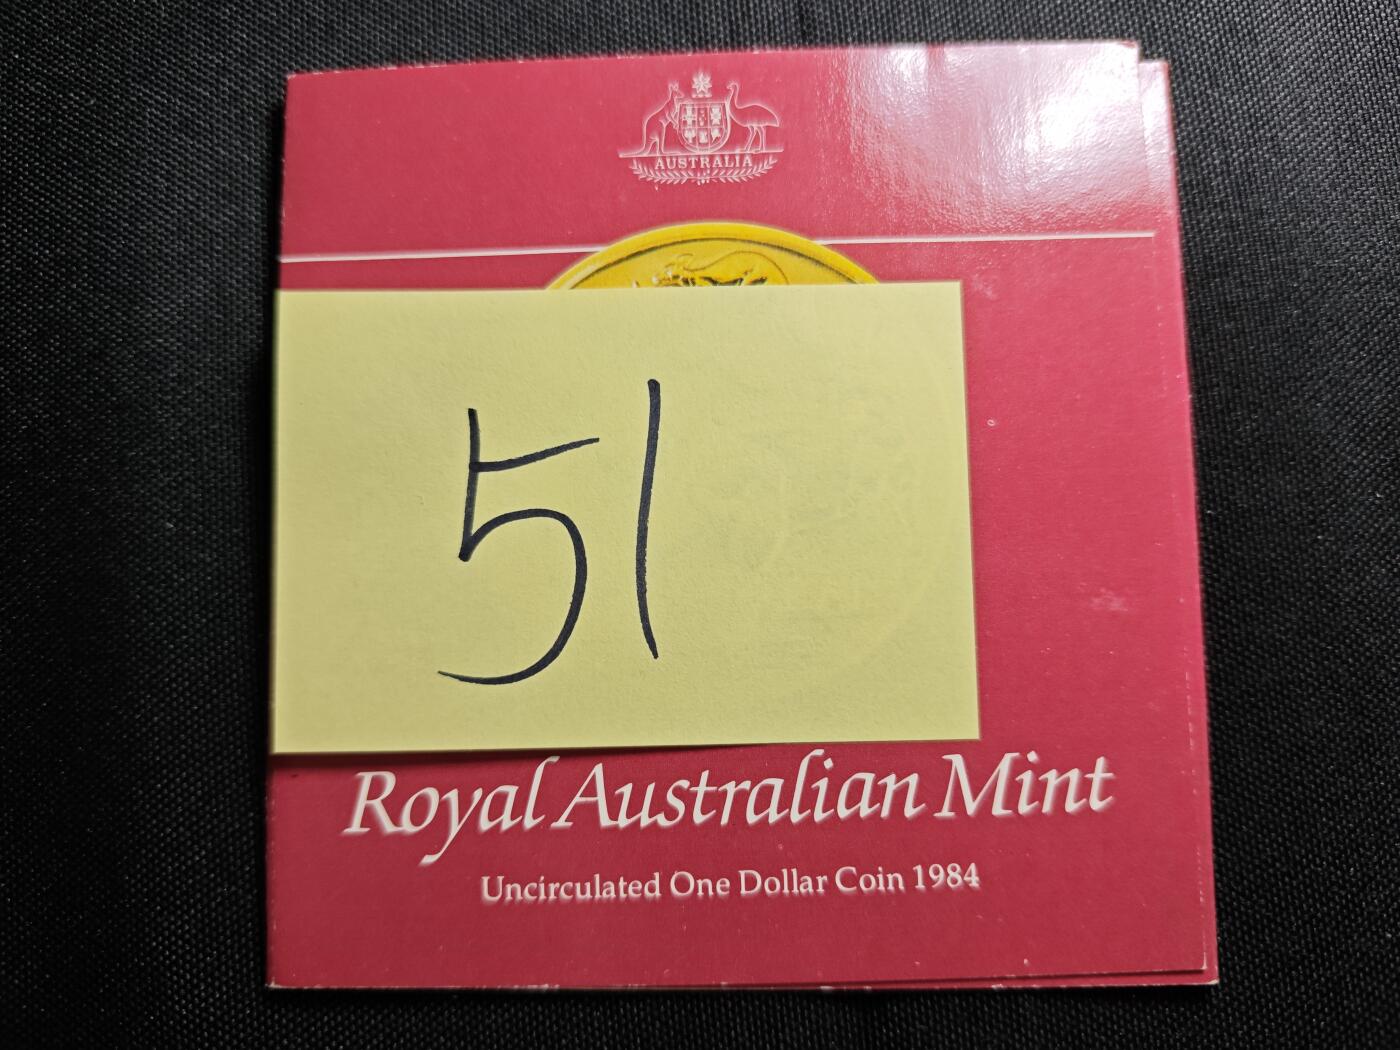 AUSTRALIA
51
Royal Australian Mint
Uncirculated One Dollar Coin 1984